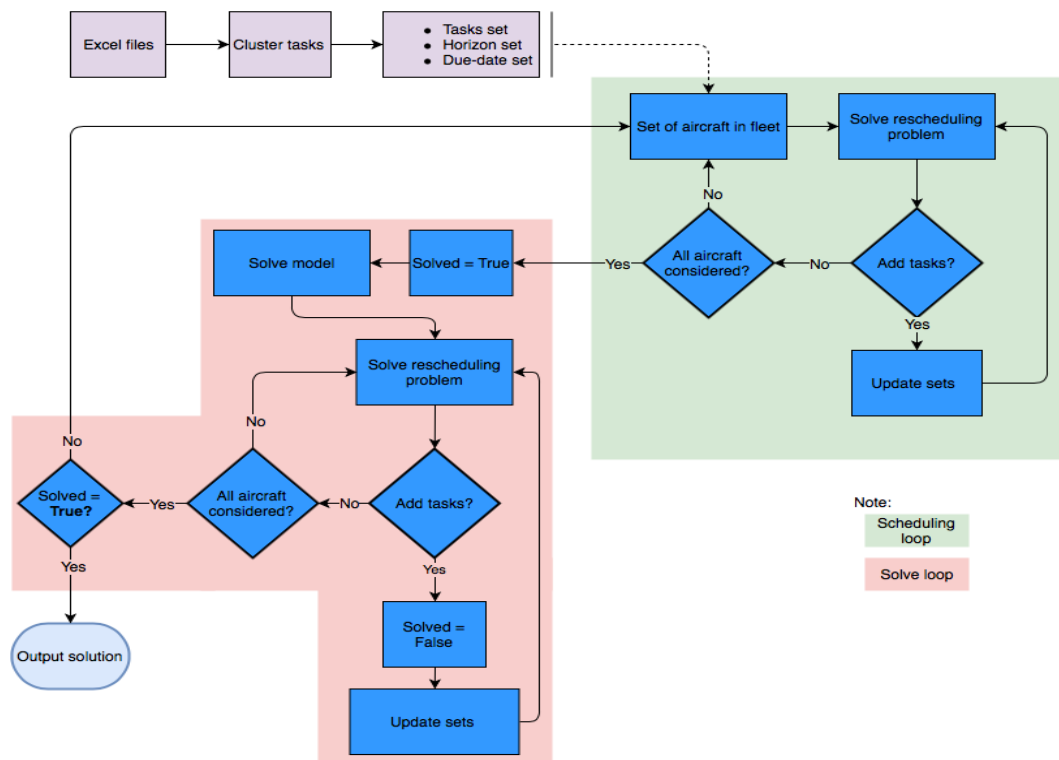 Excel files
Cluster tasks
• Tasks set
• Horizon set
• Due-date set
Set of aircraft in fleet
Solve rescheduling
problem
No
All aircraft
considered?
No
Add tasks?
Yes
Yes
Update sets
Solve model
Solved = True
Solve rescheduling
problem
No
No
Solved =
True?
Yes
All aircraft
considered?
No
Add tasks?
Yes
Yes
Output solution
Solved =
False
Update sets
Note:
Scheduling
loop
Solve loop